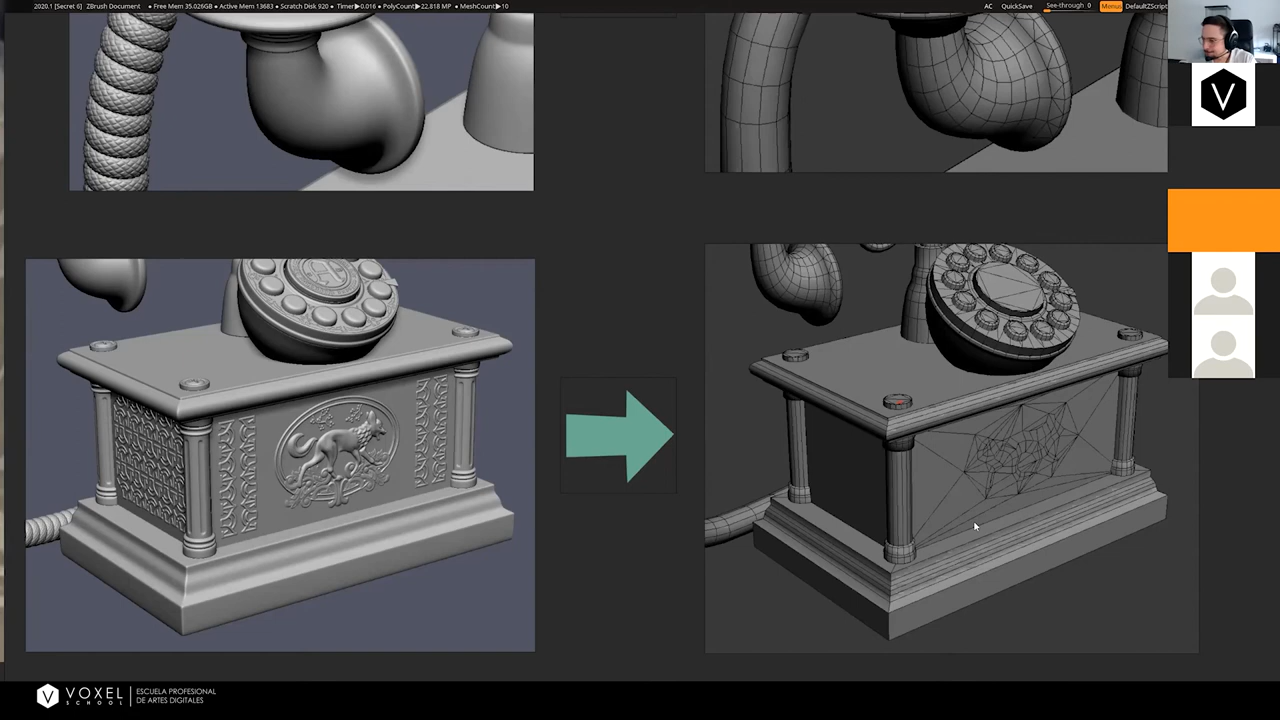 2020.1 [Secret 6] ZBrush Document • Free Mem 35.026GB • Active Mem 13683 • Scratch Disk 920 • Timer▶0.016 • PolyCount▶22.818 MP • MeshCount▶10 AC QuickSave See-through 0 Menus DefaultZScript
V
VOXEL
SCHOOL
ESCUELA PROFESIONAL
DE ARTES DIGITALES